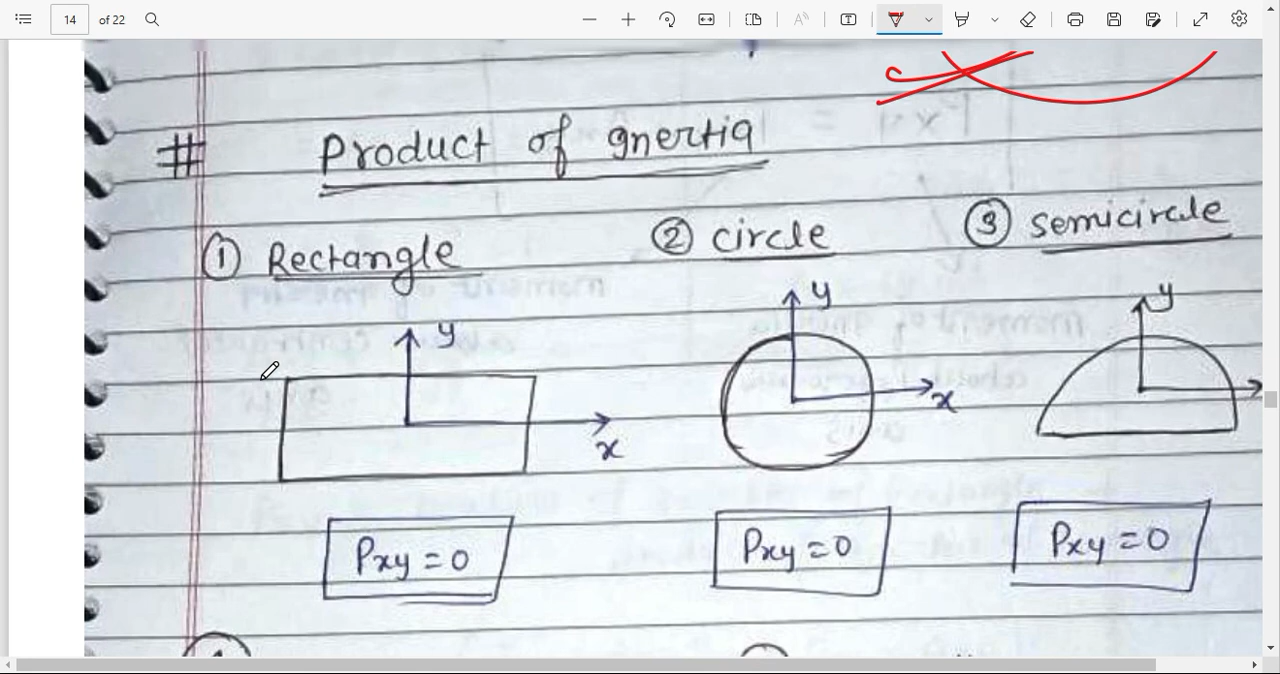 14 of 22
# Product of gnertia
① Rectangle ② circle ③ semicircle
y y y
x x
Pxy = 0 Pxy = 0 Pxy = 0